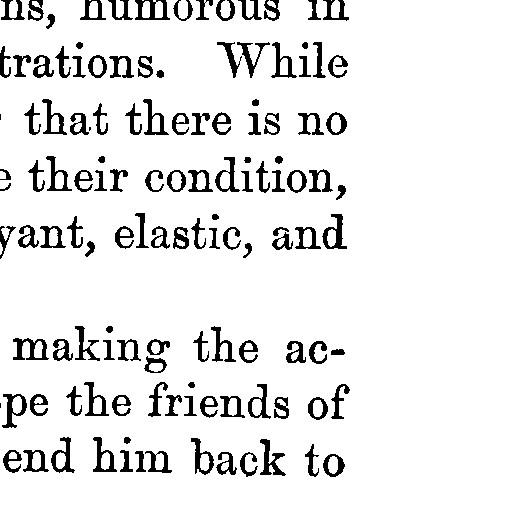 ns, humorous in
trations. While
that there is no
e their condition,
yant, elastic, and
making the ac-
pe the friends of
end him back to